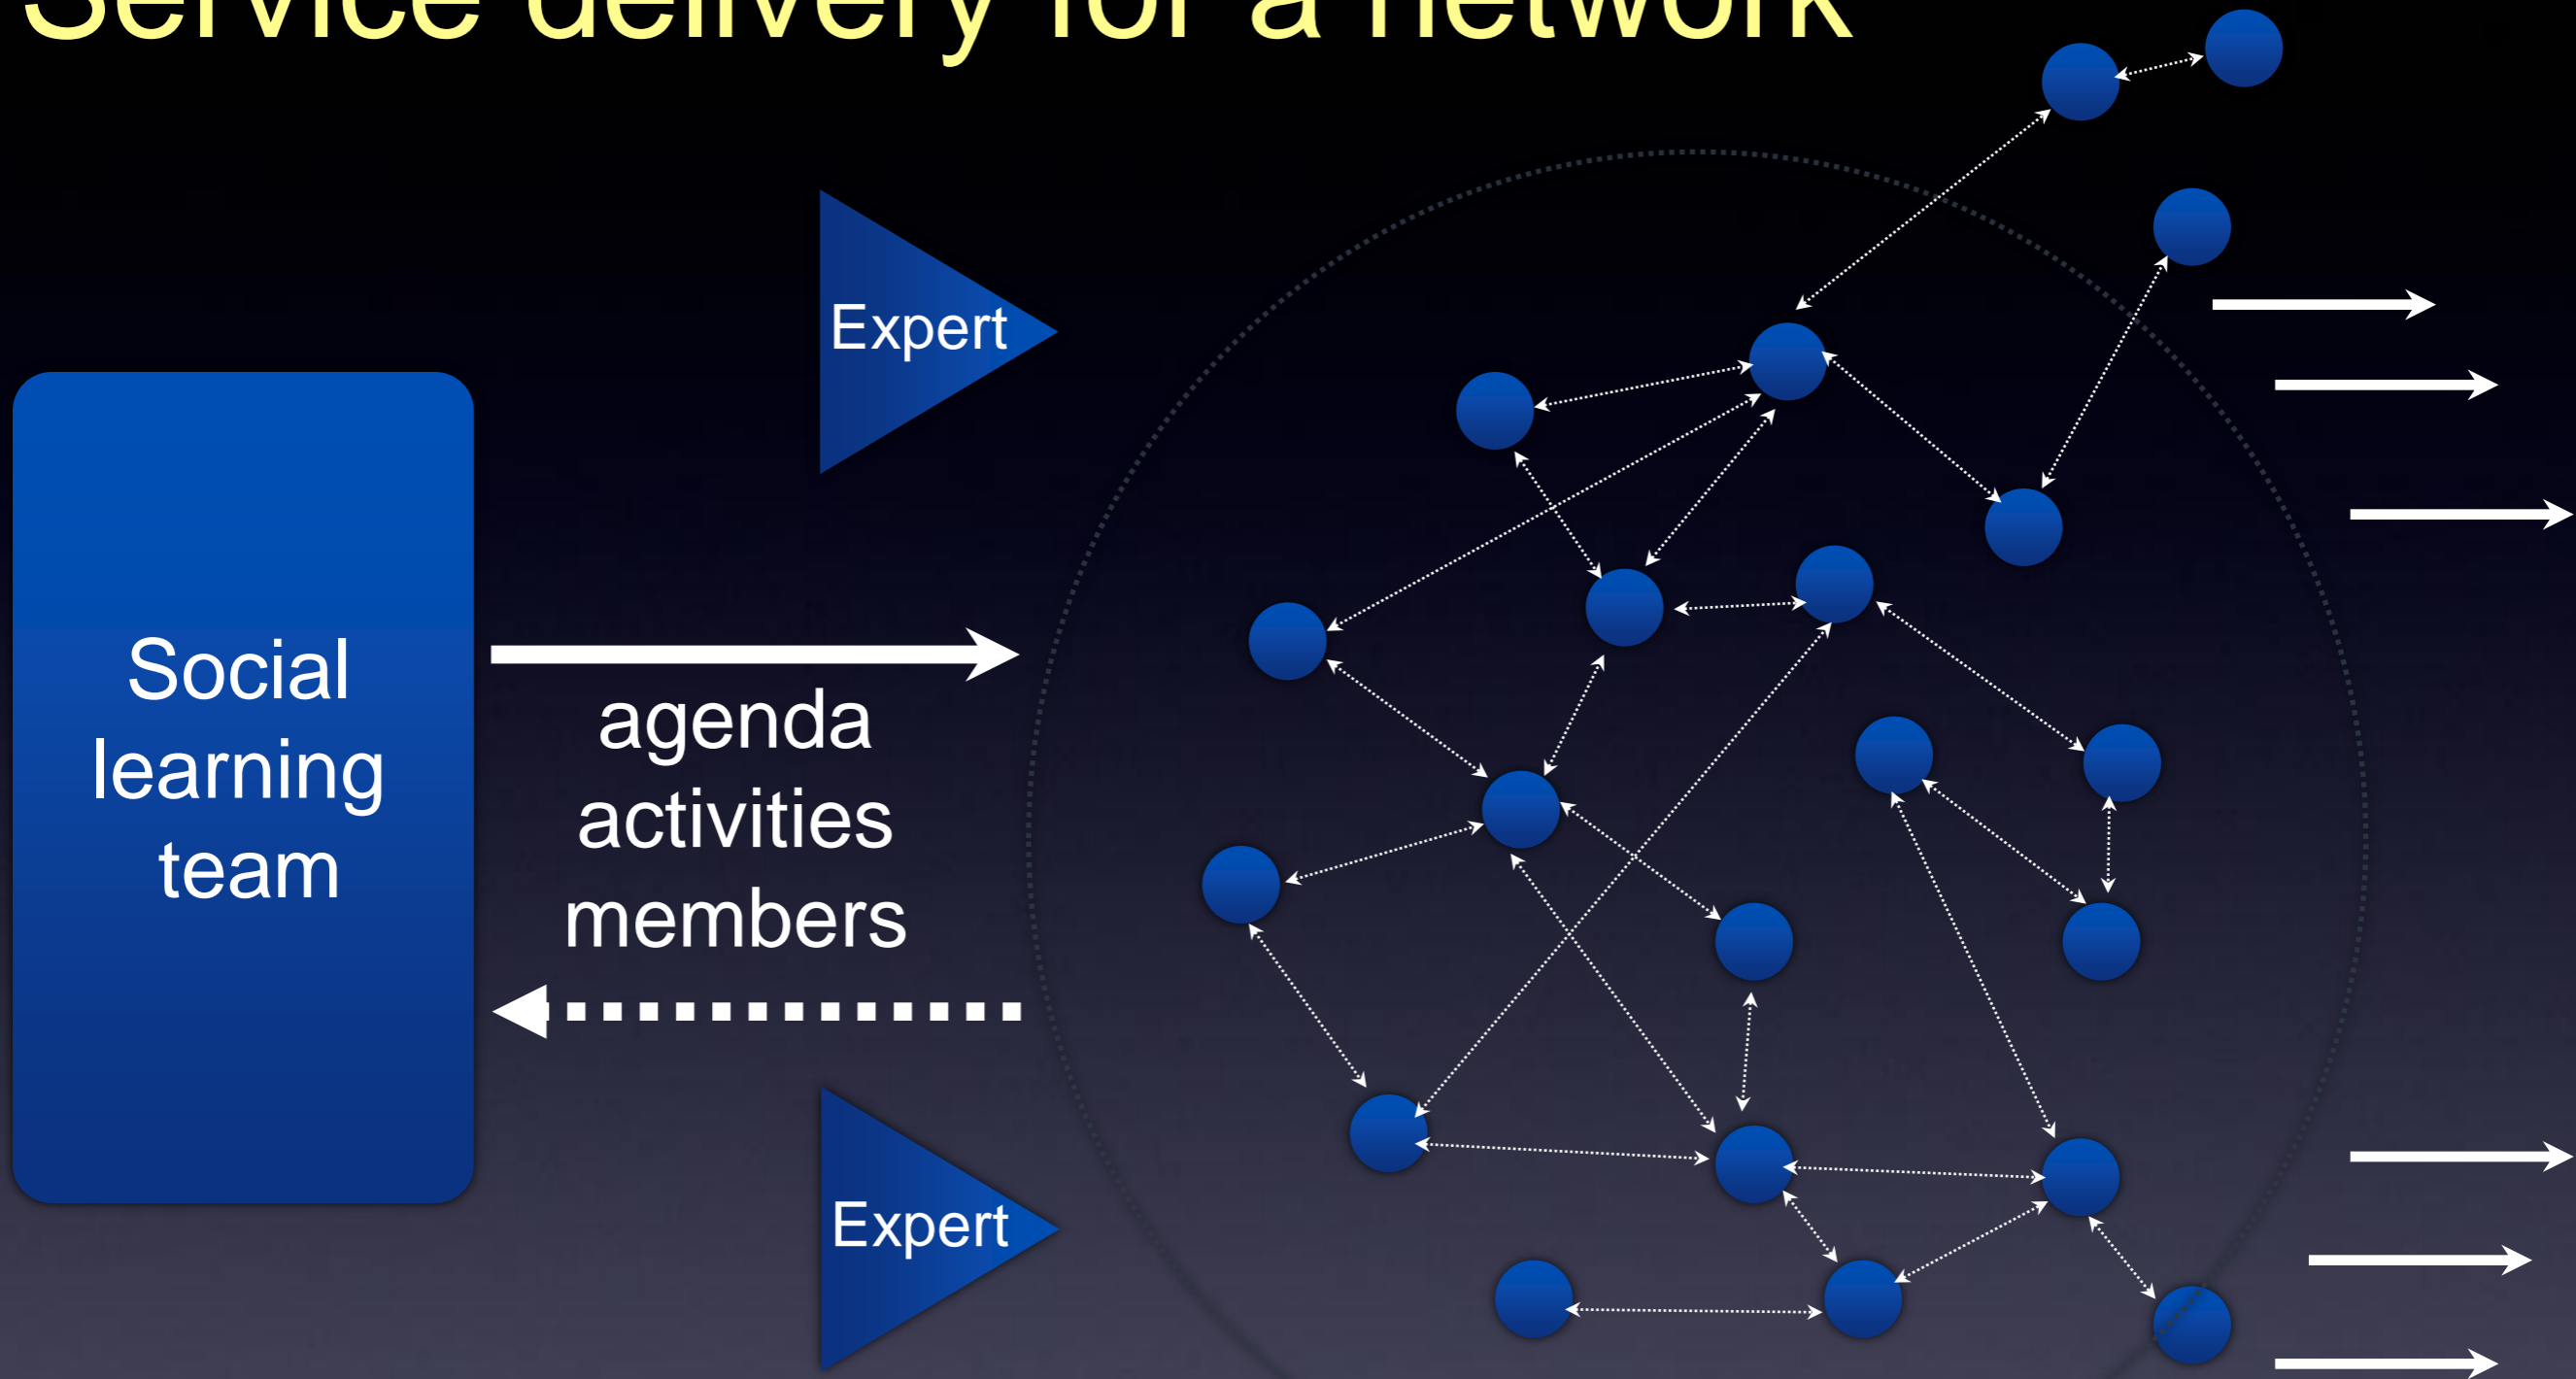 Service delivery for a network
Expert
Social
learning
team
agenda
activities
members
Expert